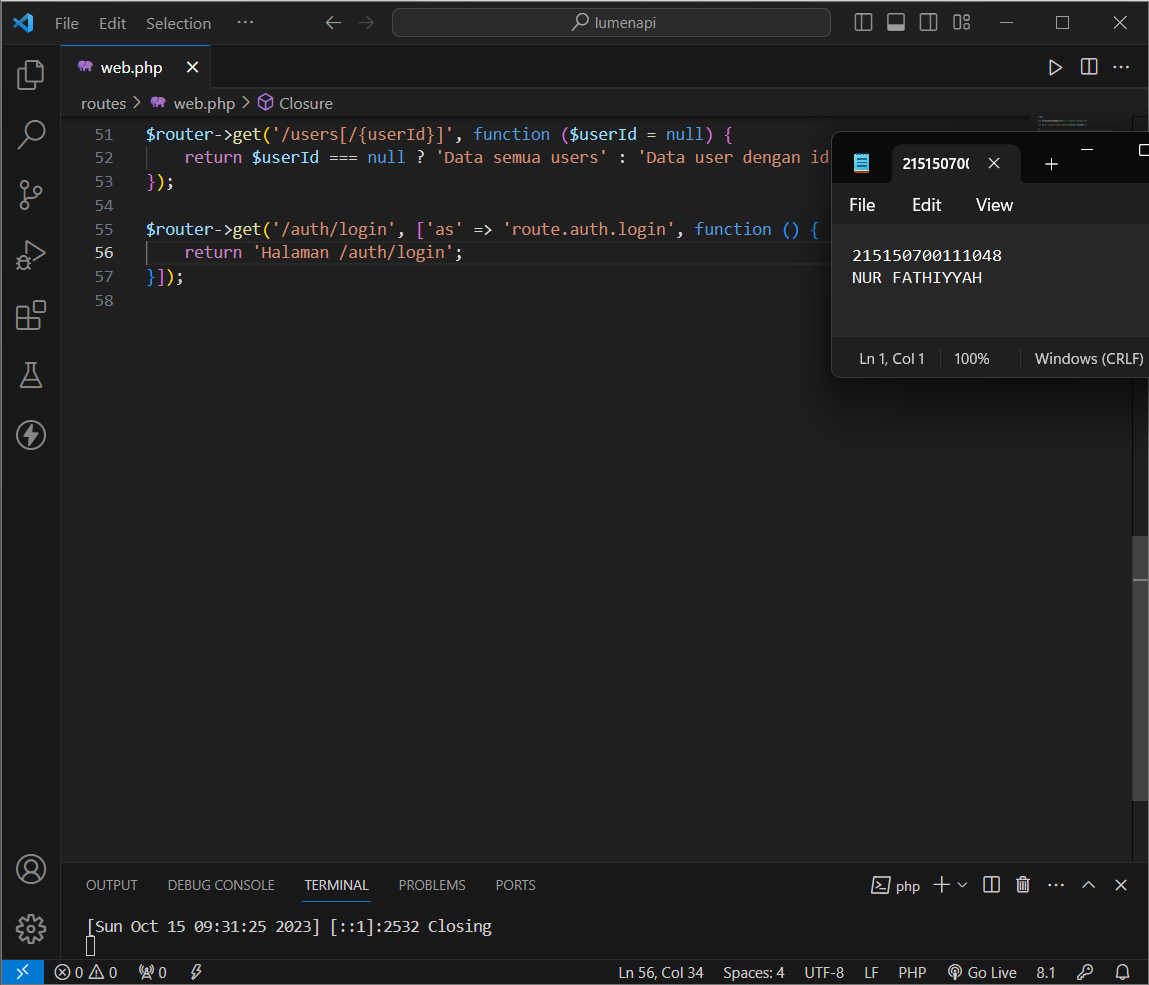 File Edit Selection ··· lumenapi
web.php
routes > web.php > Closure
51 $router->get('/users[/{userId}]', function ($userId = null) {
52 return $userId === null ? 'Data semua users' : 'Data user dengan id
53 });
54
55 $router->get('/auth/login', ['as' => 'route.auth.login', function () {
56 return 'Halaman /auth/login';
57 }]);
58
21515070
File Edit View
215150700111048
NUR FATHIYYAH
Ln 1, Col 1 100% Windows (CRLF)
OUTPUT DEBUG CONSOLE TERMINAL PROBLEMS PORTS php
[Sun Oct 15 09:31:25 2023] [::1]:2532 Closing
0 0 0 Ln 56, Col 34 Spaces: 4 UTF-8 LF PHP Go Live 8.1